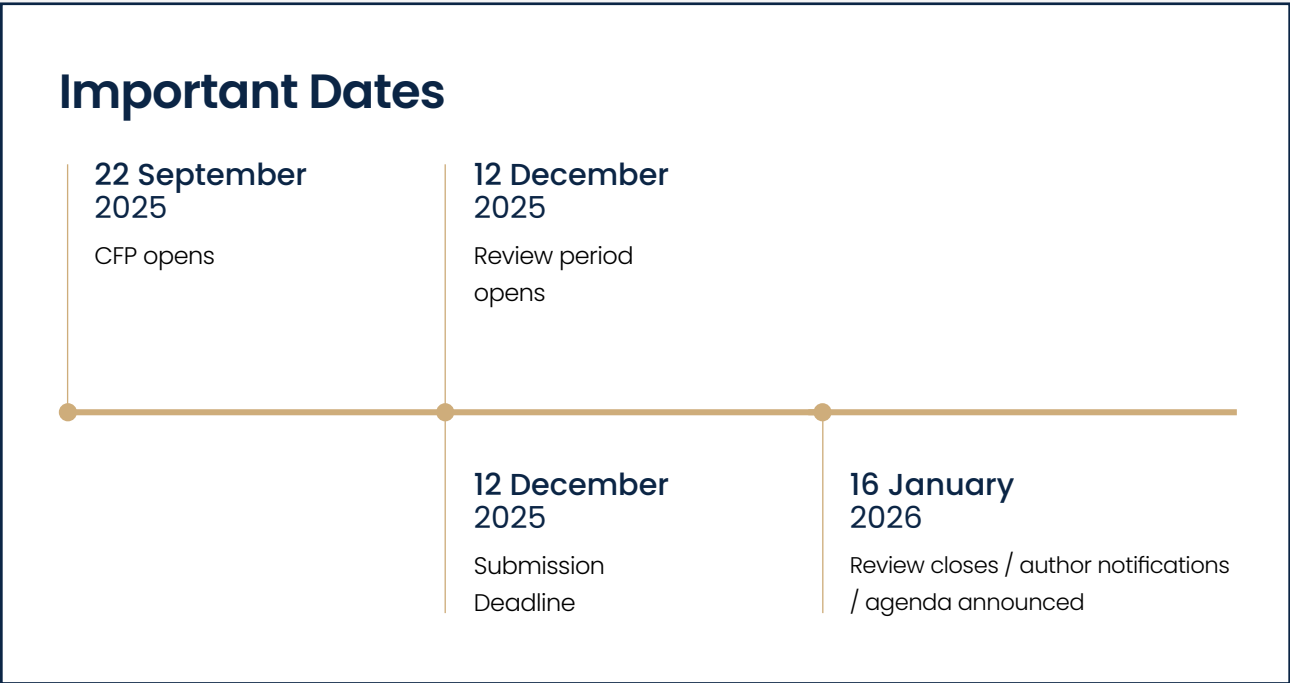 Important Dates
22 September
2025
CFP opens
12 December
2025
Review period
opens
12 December
2025
Submission
Deadline
16 January
2026
Review closes / author notifications
/ agenda announced